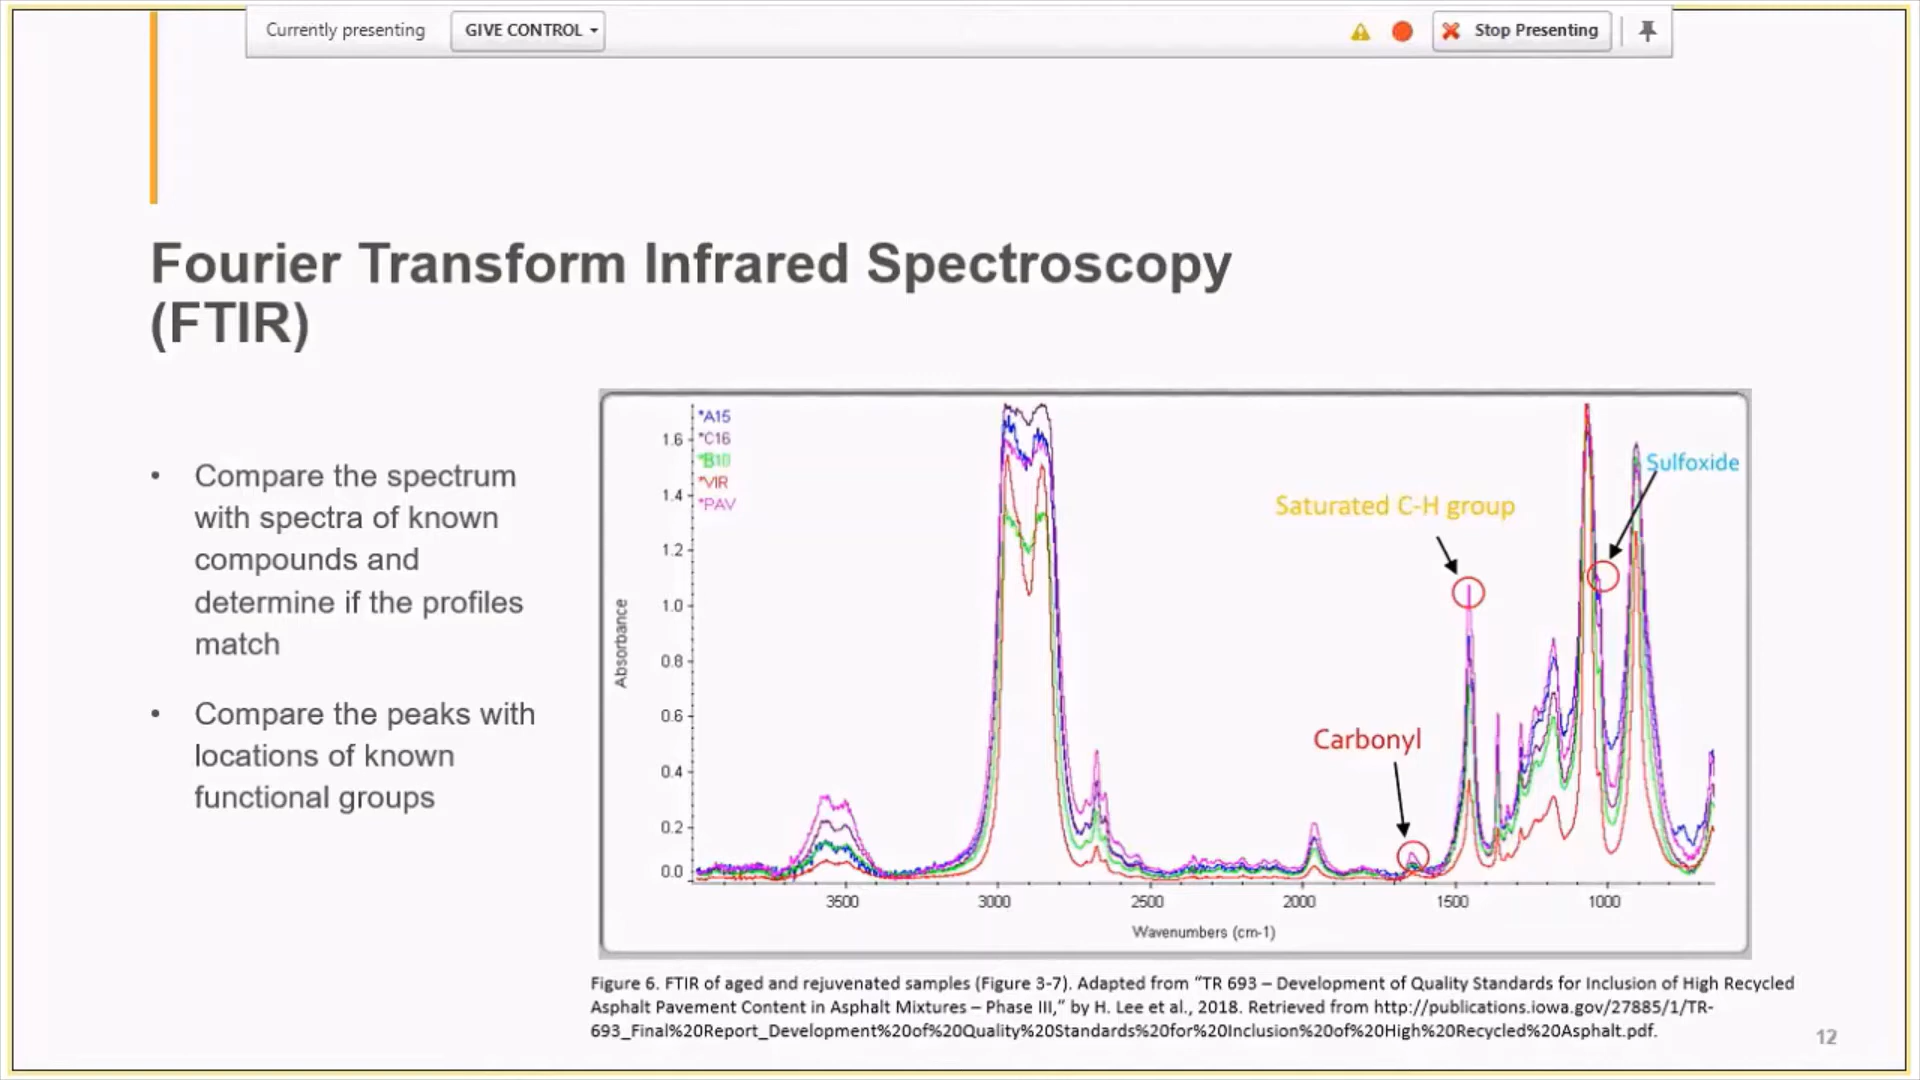 Currently presenting
GIVE CONTROL
Stop Presenting
Fourier Transform Infrared Spectroscopy
(FTIR)
• Compare the spectrum
with spectra of known
compounds and
determine if the profiles
match
• Compare the peaks with
locations of known
functional groups
*A15
*C16
*B10
*VIR
*PAV
1.6
1.4
1.2
1.0
0.8
0.6
0.4
0.2
0.0
Absorbance
Saturated C-H group
Sulfoxide
Carbonyl
3500 3000 2500 2000 1500 1000
Wavenumbers (cm-1)
Figure 6. FTIR of aged and rejuvenated samples (Figure 3-7). Adapted from “TR 693 – Development of Quality Standards for Inclusion of High Recycled
Asphalt Pavement Content in Asphalt Mixtures – Phase III,” by H. Lee et al., 2018. Retrieved from http://publications.iowa.gov/27885/1/TR-
693_Final%20Report_Development%20of%20Quality%20Standards%20for%20Inclusion%20of%20High%20Recycled%20Asphalt.pdf.
12